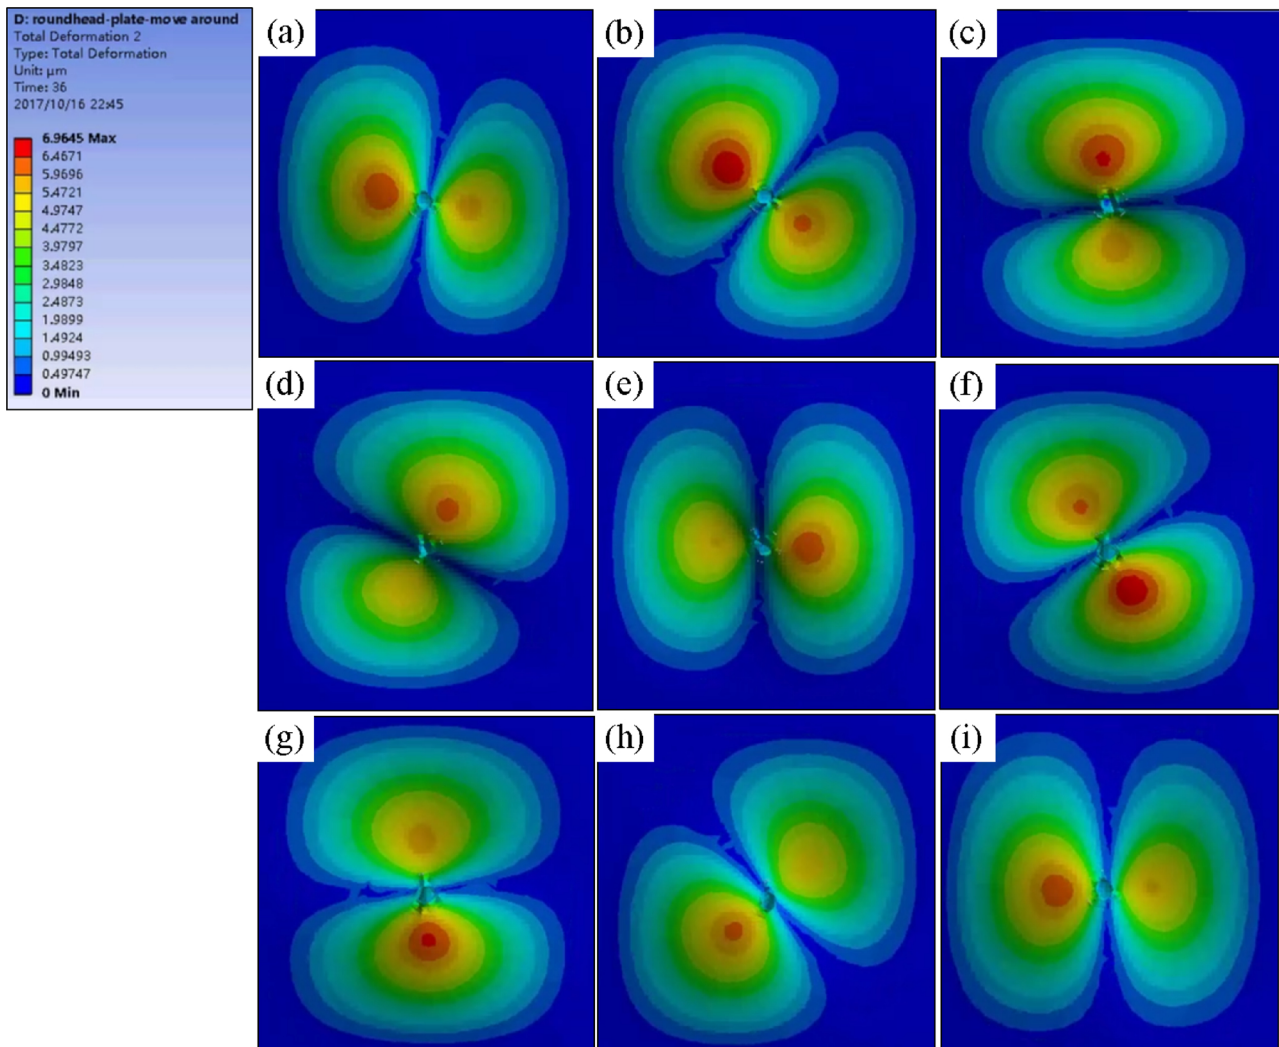 D: roundhead-plate-move around
Total Deformation 2
Type: Total Deformation
Unit: µm
Time: 36
2017/10/16 22:45
6.9645 Max
6.4671
5.9696
5.4721
4.9747
4.4772
3.9797
3.4823
2.9848
2.4873
1.9899
1.4924
0.99493
0.49747
0 Min
(a)
(b)
(c)
(d)
(e)
(f)
(g)
(h)
(i)